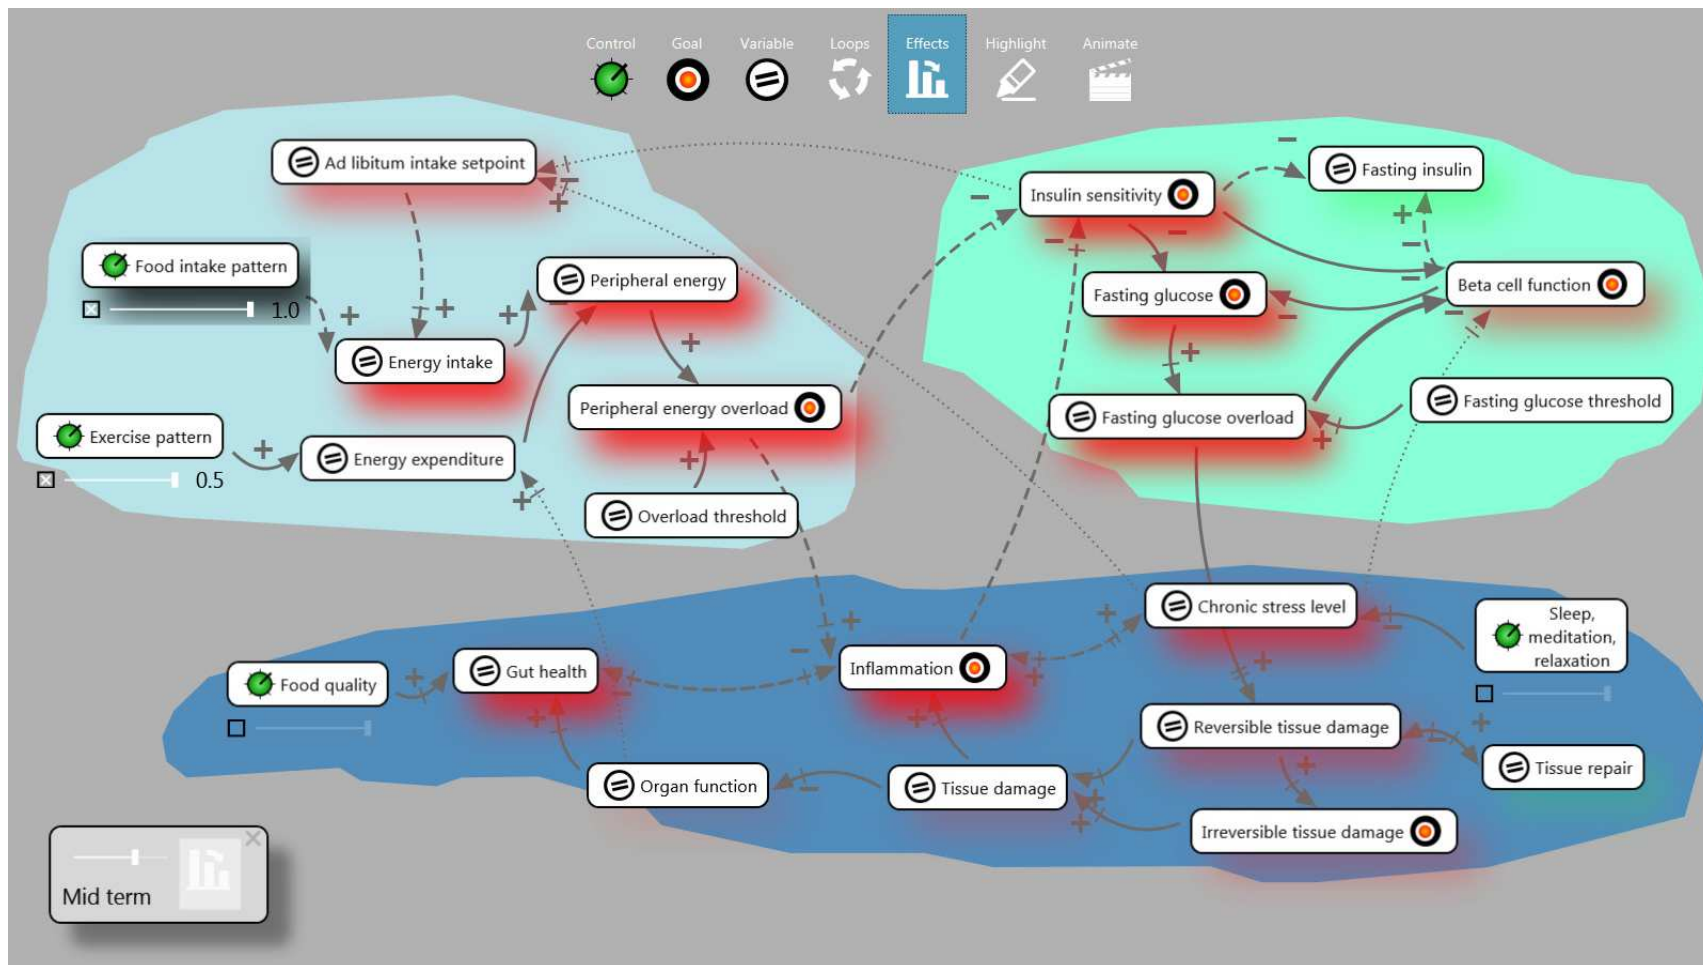 Control
Goal
Variable
Loops
Effects
Highlight
Animate
Ad libitum intake setpoint
Food intake pattern
1.0
Peripheral energy
Energy intake
Peripheral energy overload
Exercise pattern
0.5
Energy expenditure
Overload threshold
Insulin sensitivity
Fasting insulin
Fasting glucose
Beta cell function
Fasting glucose overload
Fasting glucose threshold
Chronic stress level
Sleep,
meditation,
relaxation
Food quality
Gut health
Inflammation
Reversible tissue damage
Tissue repair
Organ function
Tissue damage
Irreversible tissue damage
Mid term